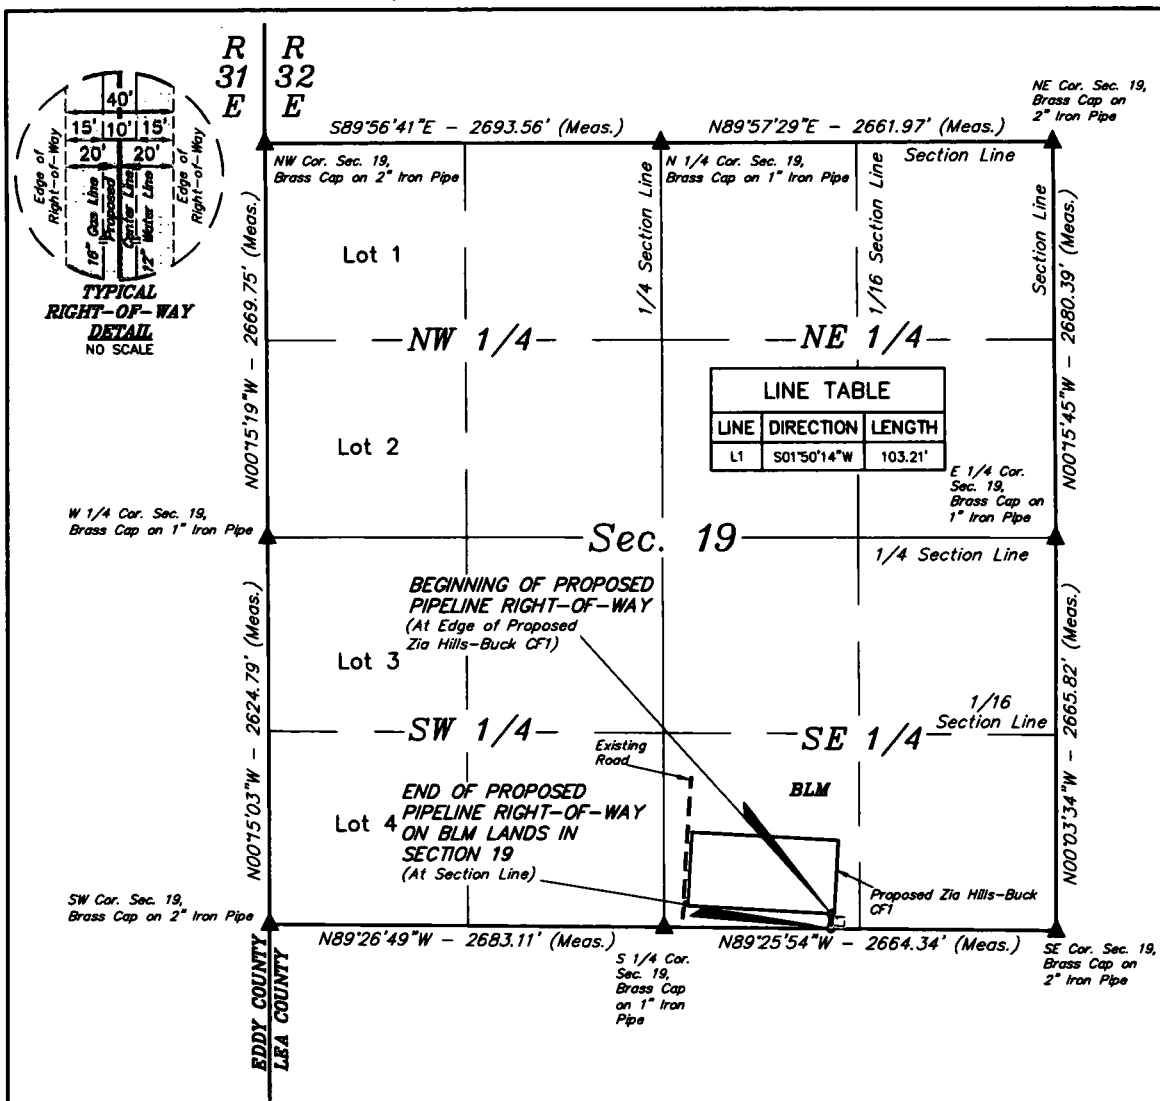 R R
31 32
E E
40'
15' 10' 15'
20' 20'
Edge of
Right-of-Way
16" Gas Line
Proposed
Center Line
12" Water Line
Edge of
Right-of-Way
TYPICAL
RIGHT-OF-WAY
DETAIL
NO SCALE
S89°56'41"E - 2693.56' (Meas.)
N89°57'29"E - 2661.97' (Meas.)
NE Cor. Sec. 19,
Brass Cap on
2" Iron Pipe
NW Cor. Sec. 19,
Brass Cap on 2" Iron Pipe
N 1/4 Cor. Sec. 19,
Brass Cap on 1" Iron Pipe
Section Line
1/4 Section Line
1/16 Section Line
Section Line
N00°15'19"W - 2669.75' (Meas.)
N00°15'45"W - 2680.39' (Meas.)
Lot 1
NW 1/4
NE 1/4
LINE TABLE
LINE DIRECTION LENGTH
L1 S01°50'14"W 103.21'
Lot 2
E 1/4 Cor.
Sec. 19,
Brass Cap on
1" Iron Pipe
W 1/4 Cor. Sec. 19,
Brass Cap on 1" Iron Pipe
Sec. 19
1/4 Section Line
BEGINNING OF PROPOSED
PIPELINE RIGHT-OF-WAY
(At Edge of Proposed
Zia Hills-Buck CF1)
Lot 3
N00°15'03"W - 2624.79' (Meas.)
N00°03'34"W - 2665.82' (Meas.)
1/16
Section Line
SW 1/4
SE 1/4
Existing
Road
BLM
END OF PROPOSED
PIPELINE RIGHT-OF-WAY
ON BLM LANDS IN
SECTION 19
(At Section Line)
Lot 4
L1
Proposed Zia Hills-Buck
CF1
SW Cor. Sec. 19,
Brass Cap on 2" Iron Pipe
N89°26'49"W - 2683.11' (Meas.)
N89°25'54"W - 2664.34' (Meas.)
S 1/4 Cor.
Sec. 19,
Brass Cap
on 1" Iron
Pipe
SE Cor. Sec. 19,
Brass Cap on
2" Iron Pipe
EDDY COUNTY
LEA COUNTY